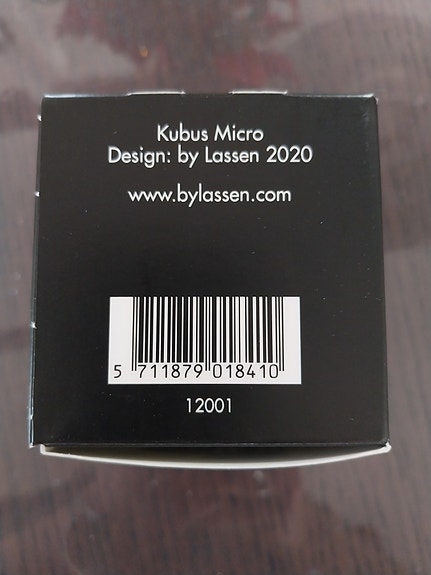 Kubus Micro
Design: by Lassen 2020
www.bylassen.com
5 711879 018410
12001